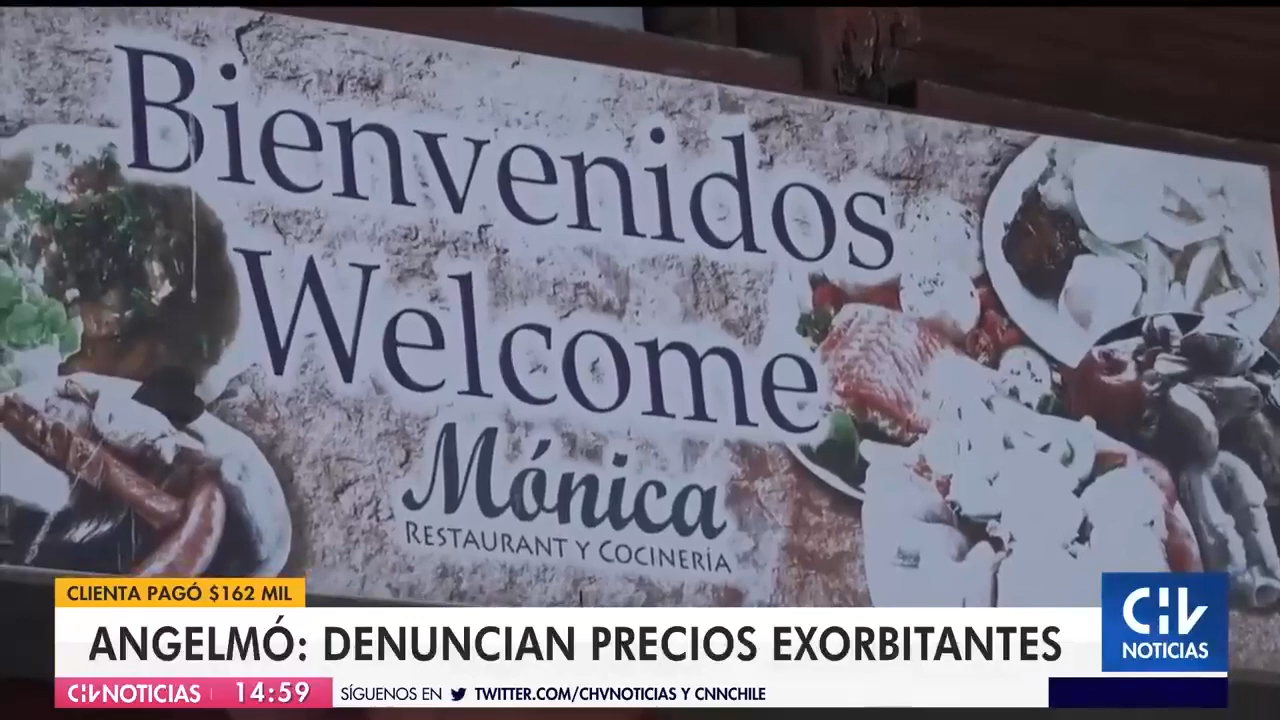 Bienvenidos
Welcome
Mónica
RESTAURANT Y COCINERÍA
CLIENTA PAGÓ $162 MIL
ANGELMÓ: DENUNCIAN PRECIOS EXORBITANTES
CHV NOTICIAS
CHVNOTICIAS 14:59 SÍGUENOS EN TWITTER.COM/CHVNOTICIAS Y CNNCHILE